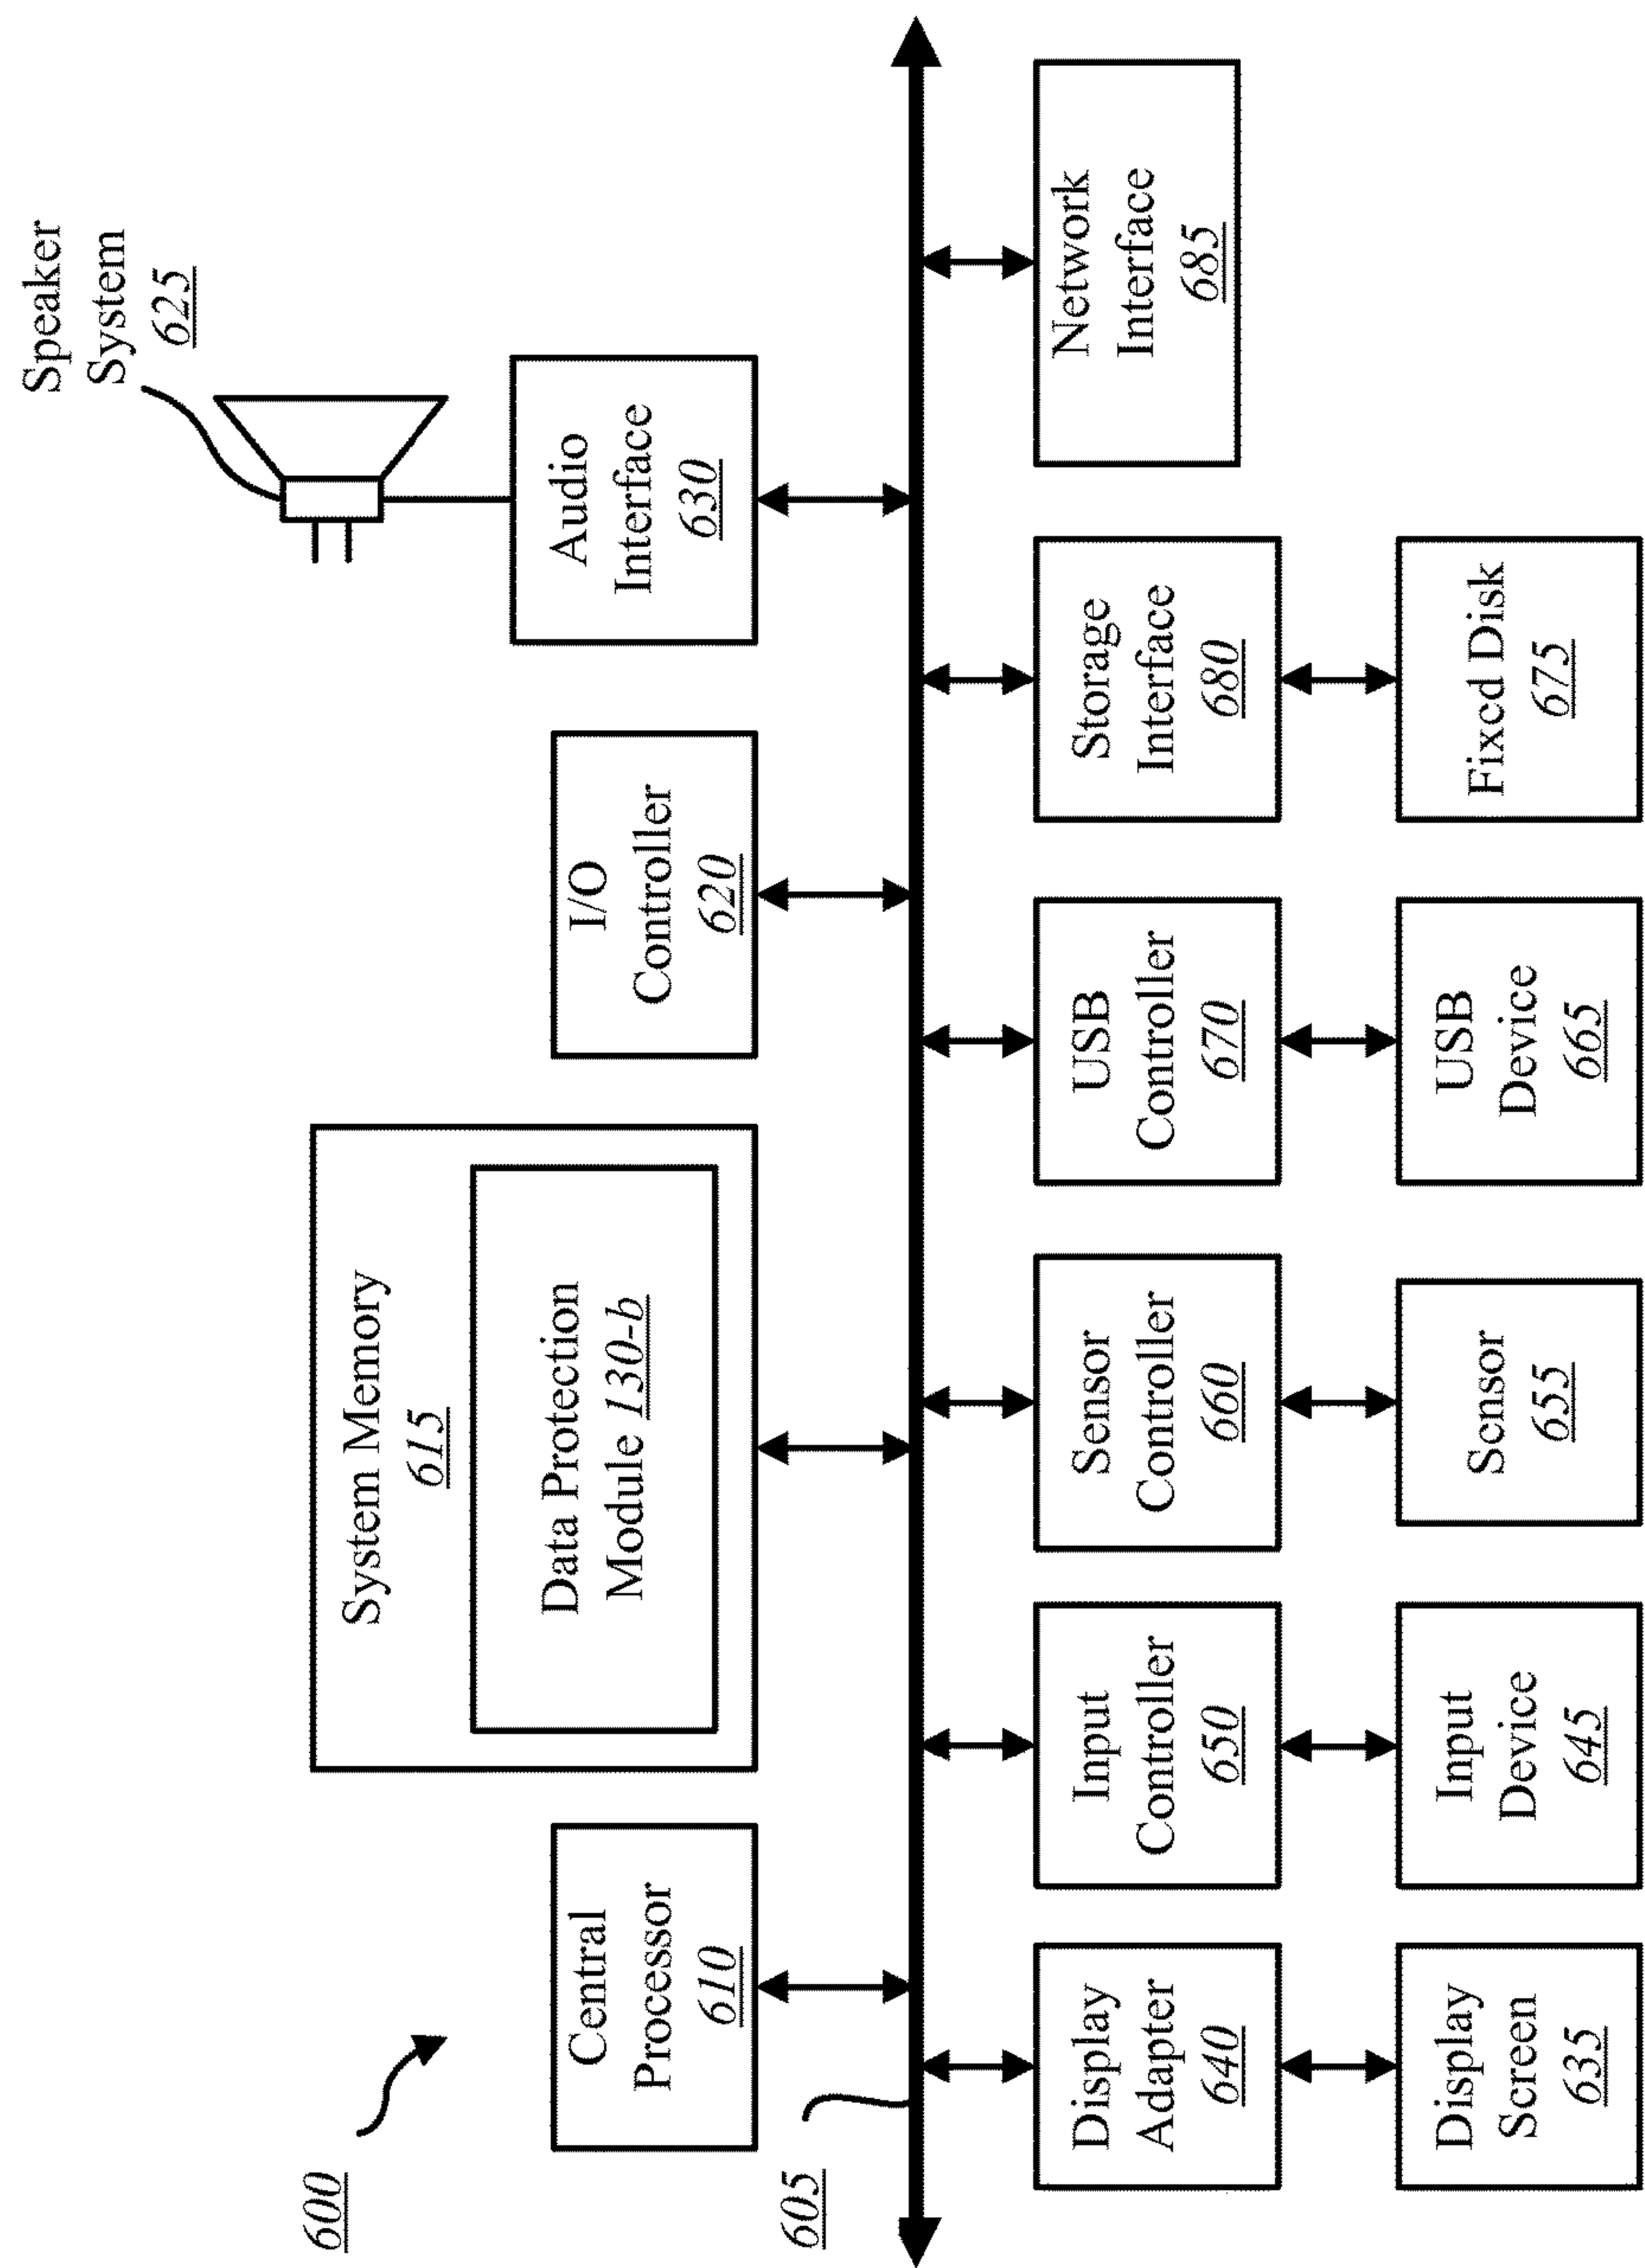 600
605
Central
Processor
610
System Memory
615
Data Protection
Module 130-b
I/O
Controller
620
Speaker
System
625
Audio
Interface
630
Display
Adapter
640
Input
Controller
650
Sensor
Controller
660
USB
Controller
670
Storage
Interface
680
Network
Interface
685
Display
Screen
635
Input
Device
645
Sensor
655
USB
Device
665
Fixed Disk
675